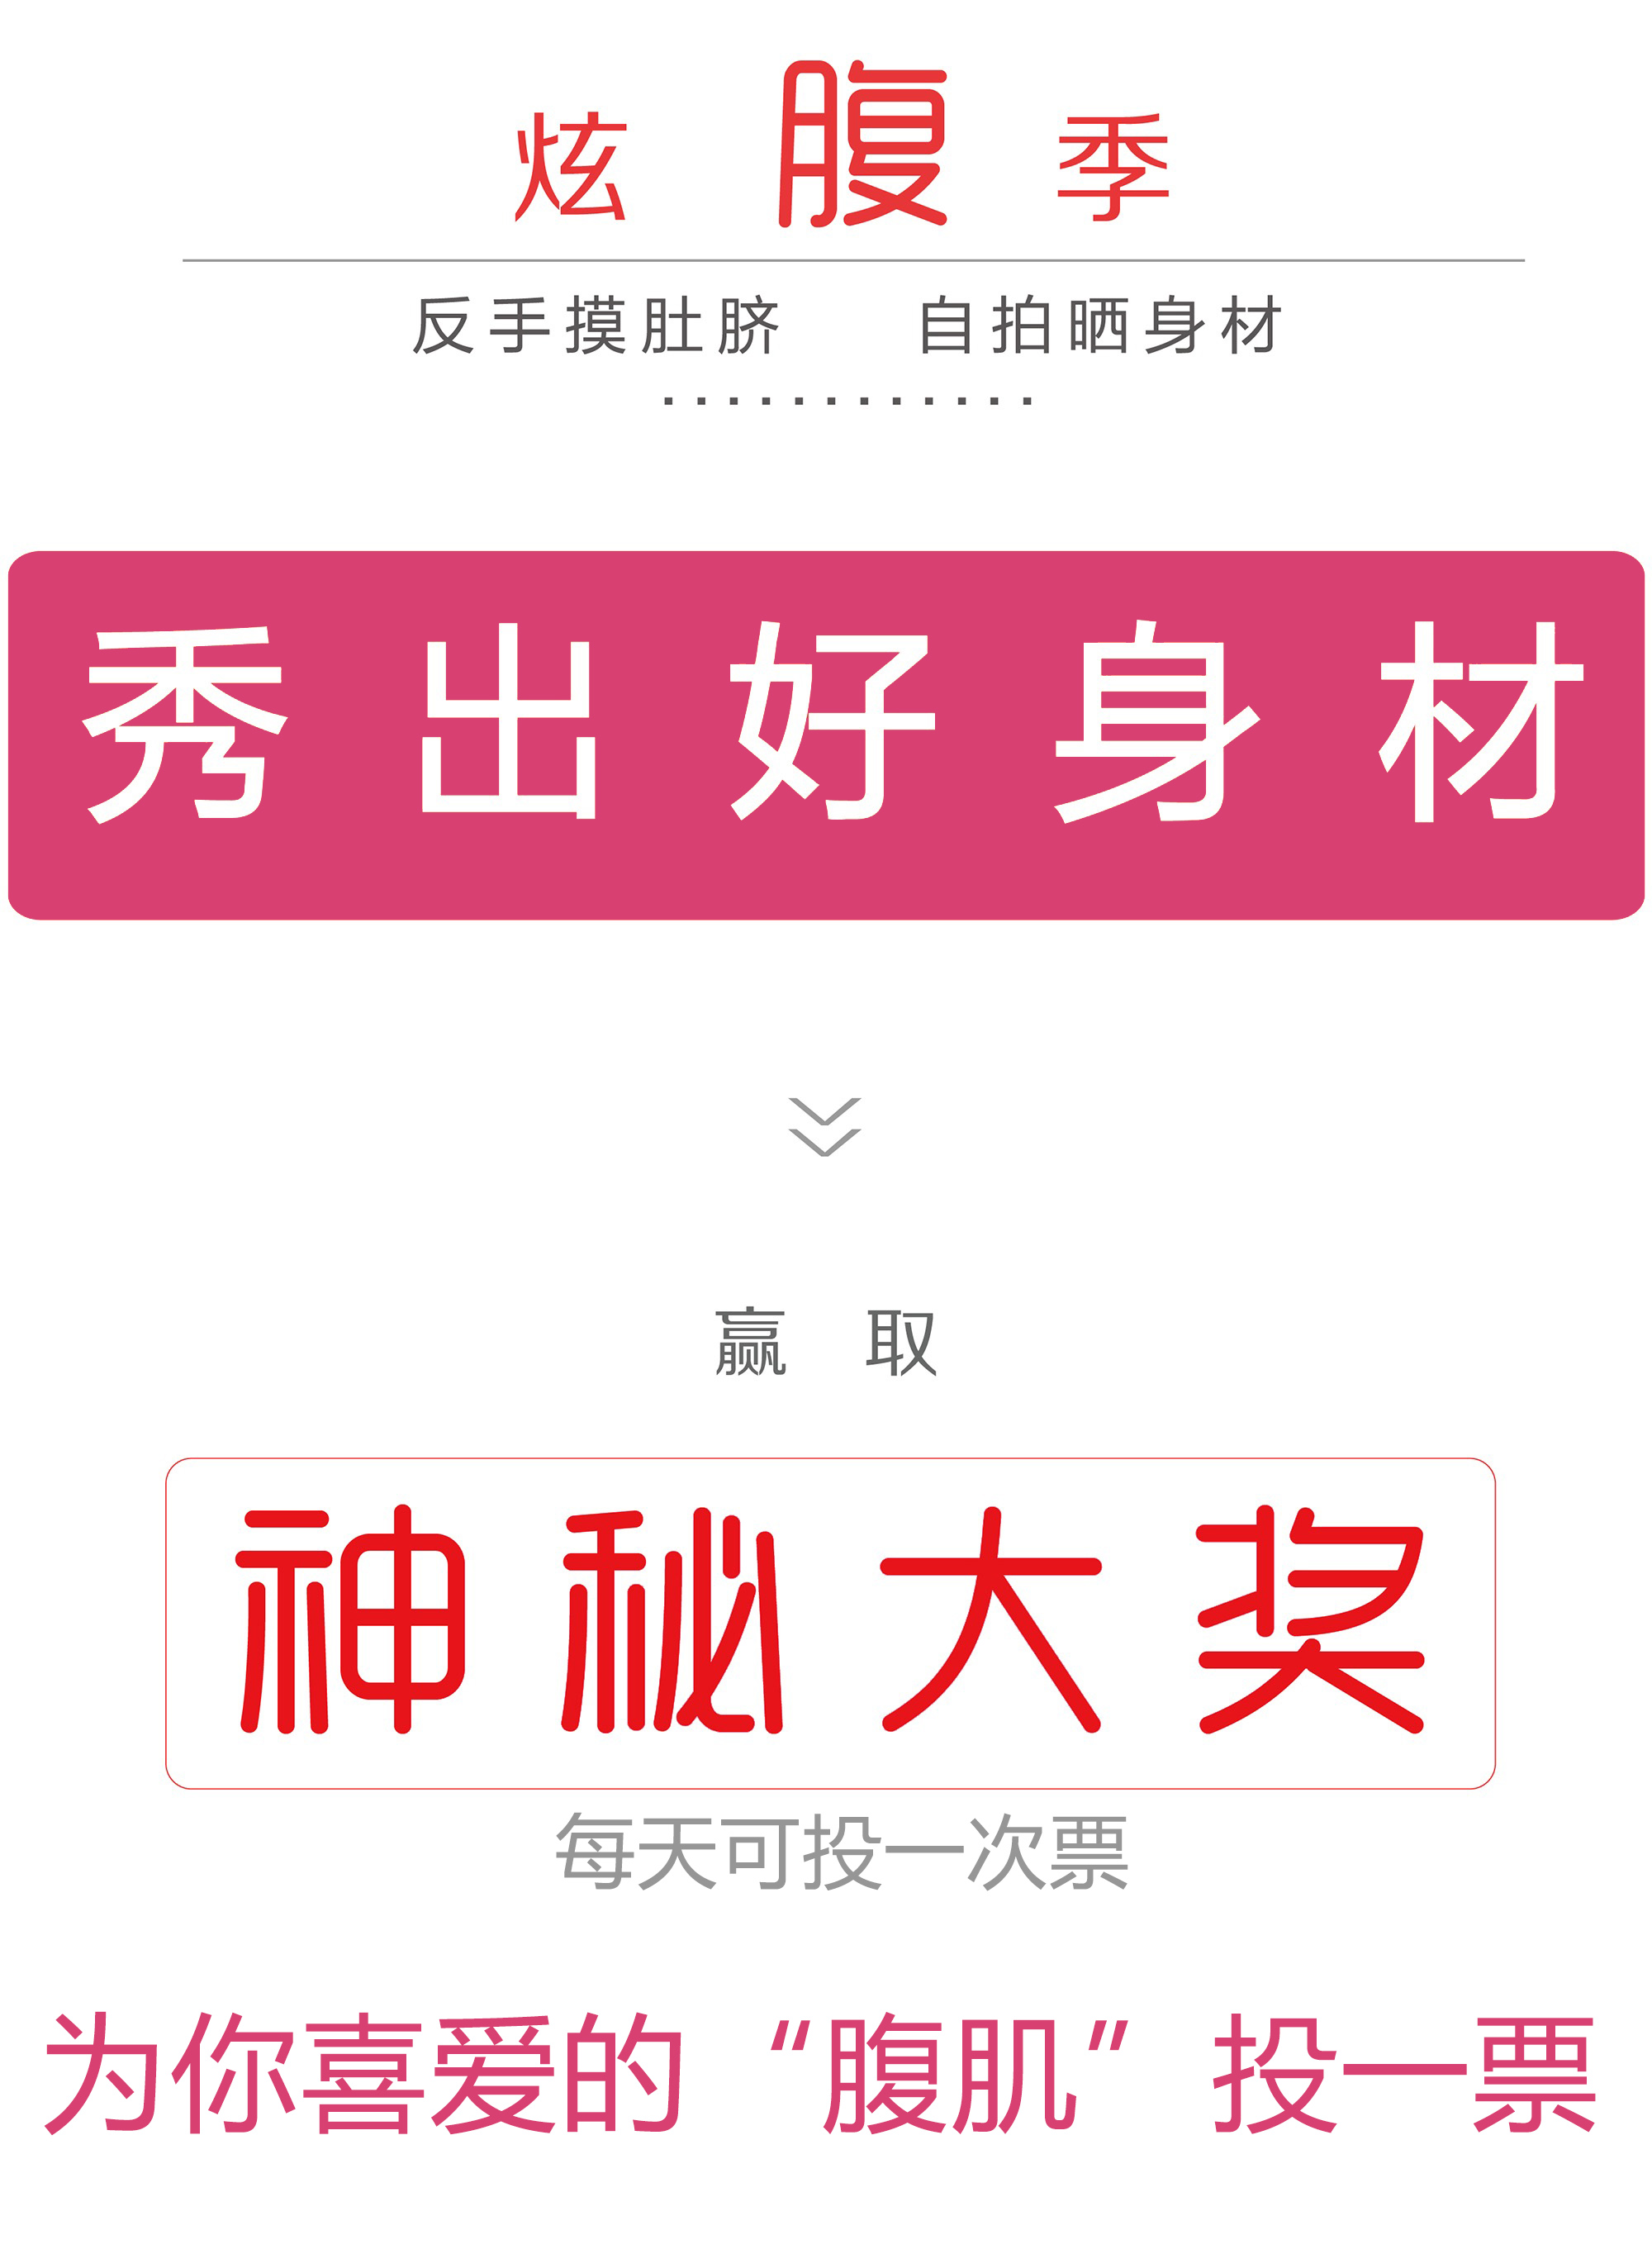 炫 腹 季
反手摸肚脐 自拍晒身材
秀出好身材
赢取
神秘大奖
每天可投一次票
为你喜爱的 “腹肌” 投一票